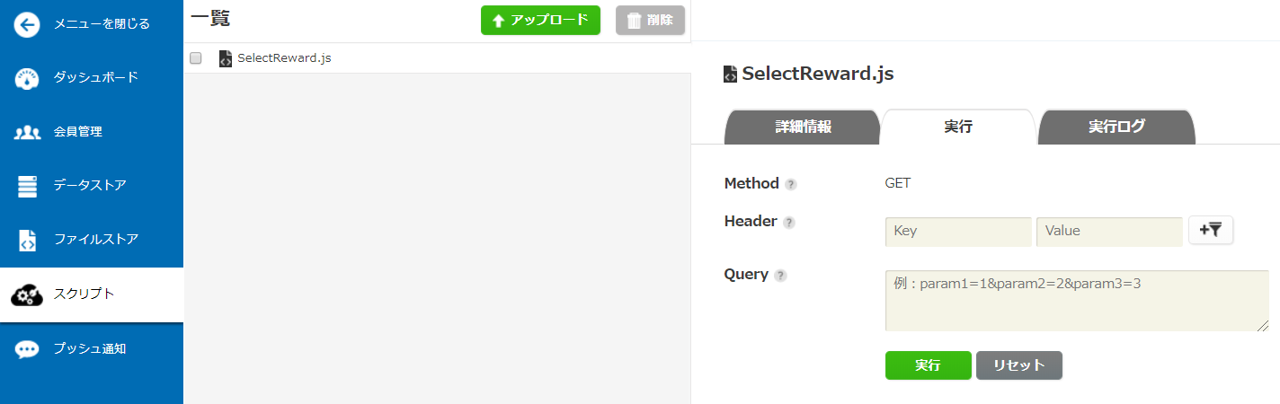 メニューを閉じる
ダッシュボード
会員管理
データストア
ファイルストア
スクリプト
プッシュ通知
一覧
アップロード
削除
SelectReward.js
SelectReward.js
詳細情報
実行
実行ログ
Method ?
GET
Header ?
Key
Value
+
Query ?
例：param1=1&param2=2&param3=3
実行
リセット